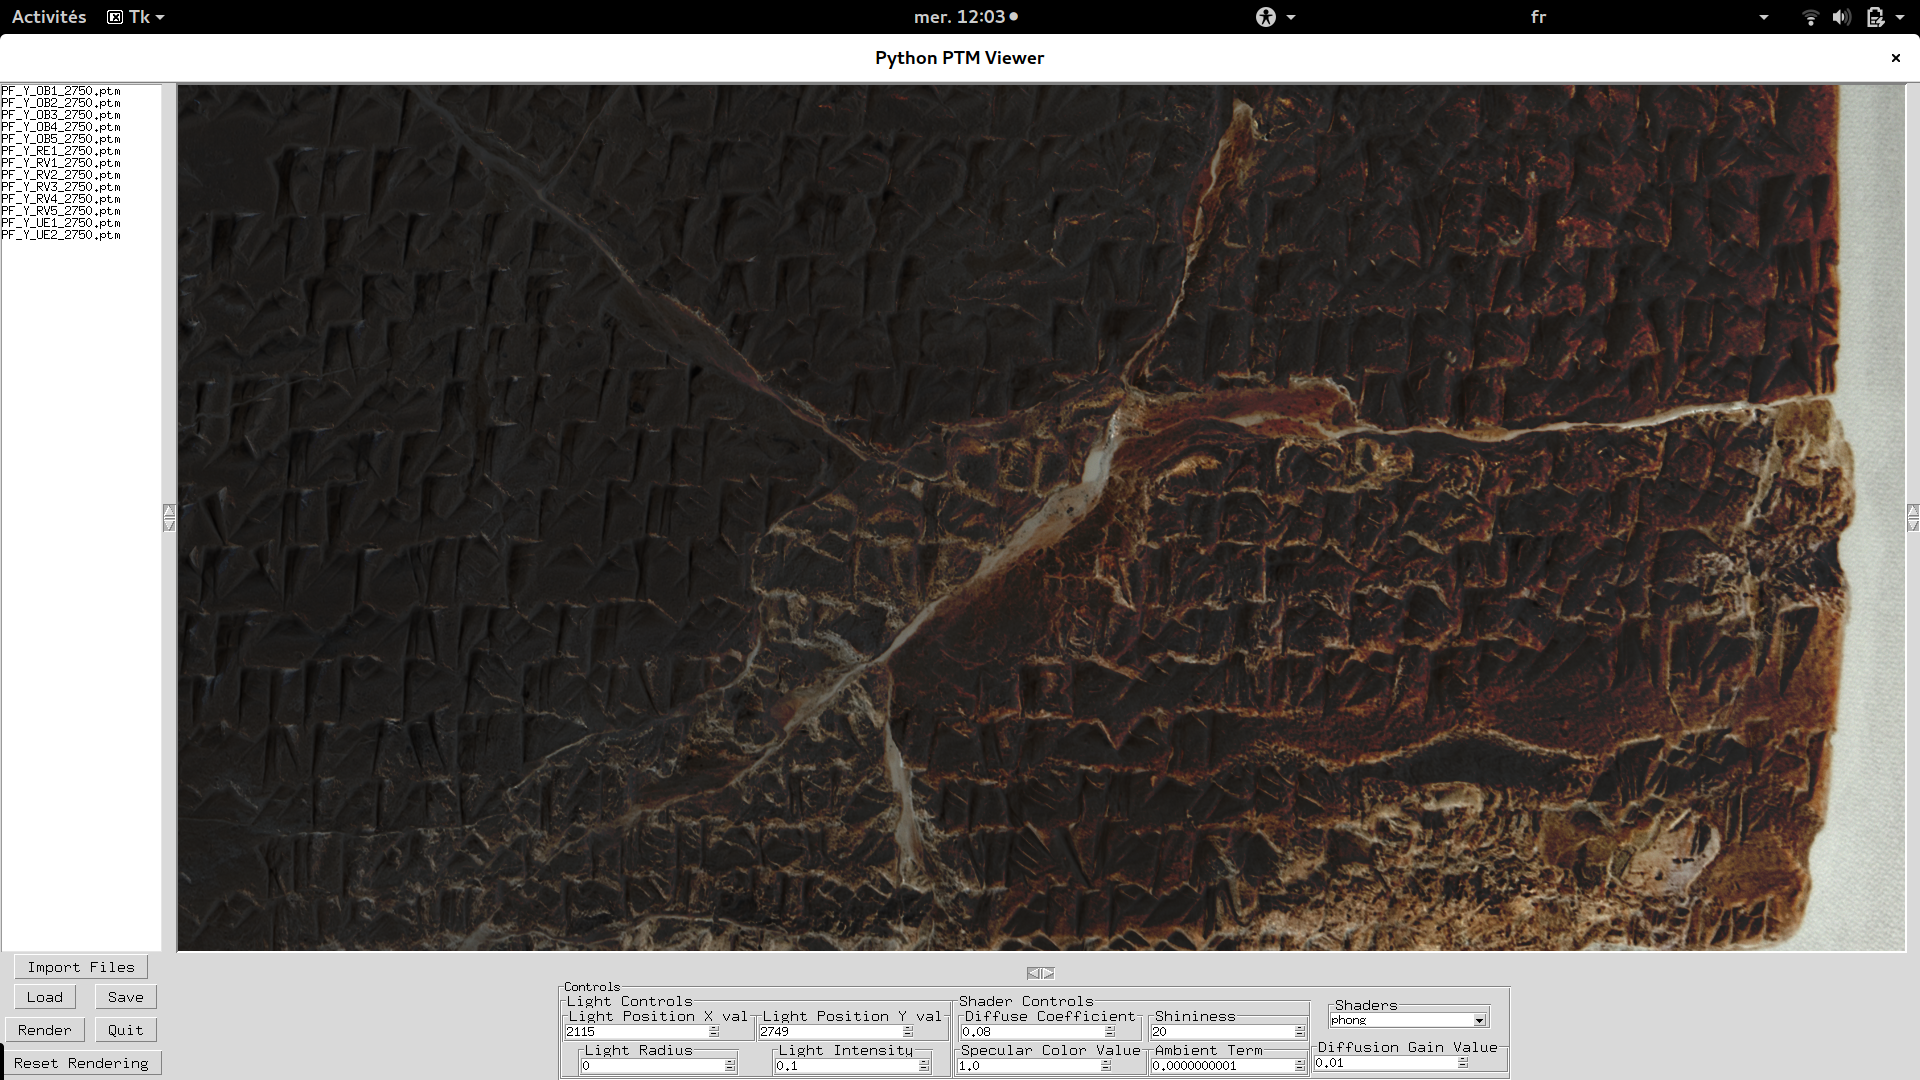 Activités Tk mer. 12:03 fr
Python PTM Viewer
PF_Y_OB1_2750.ptm
PF_Y_OB2_2750.ptm
PF_Y_OB3_2750.ptm
PF_Y_OB4_2750.ptm
PF_Y_OB5_2750.ptm
PF_Y_RE1_2750.ptm
PF_Y_RV1_2750.ptm
PF_Y_RV2_2750.ptm
PF_Y_RV3_2750.ptm
PF_Y_RV4_2750.ptm
PF_Y_RV5_2750.ptm
PF_Y_UE1_2750.ptm
PF_Y_UE2_2750.ptm
Import Files
Load Save
Render Quit
Reset Rendering
Controls
Light Controls
Light Position X val Light Position Y val
2115 2749
Light Radius Light Intensity
0 0.1
Shader Controls
Diffuse Coefficient Shininess
0.08 20
Specular Color Value Ambient Term
1.0 0.0000000001
Shaders
phong
Diffusion Gain Value
0.01